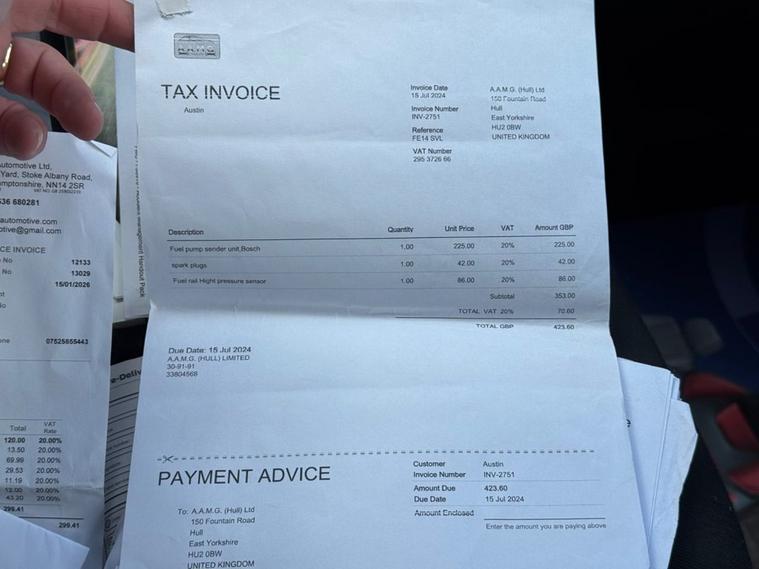 A.A.M.G
TAX INVOICE
Austin
Invoice Date
15 Jul 2024
Invoice Number
INV-2751
Reference
FE14 SVL
VAT Number
295 3726 66
A.A.M.G. (Hull) Ltd
150 Fountain Road
Hull
East Yorkshire
HU2 0BW
UNITED KINGDOM
Description Quantity Unit Price VAT Amount GBP
Fuel pump sender unit,Bosch 1.00 225.00 20% 225.00
spark plugs 1.00 42.00 20% 42.00
Fuel rail Hight pressure sensor 1.00 86.00 20% 86.00
Subtotal 353.00
TOTAL VAT 20% 70.60
TOTAL GBP 423.60
Due Date: 15 Jul 2024
A.A.M.G. (HULL) LIMITED
30-91-91
33804568
PAYMENT ADVICE
To: A.A.M.G. (Hull) Ltd
150 Fountain Road
Hull
East Yorkshire
HU2 0BW
UNITED KINGDOM
Customer Austin
Invoice Number INV-2751
Amount Due 423.60
Due Date 15 Jul 2024
Amount Enclosed
Enter the amount you are paying above
utomotive Ltd,
Yard, Stoke Albany Road,
mptonshire, NN14 2SR
536 680281
automotive.com
otive@gmail.com
CE INVOICE
No 12133
No 13029
15/01/2026
07525655443
Total VAT Rate
120.00 20.00%
13.50 20.00%
69.99 20.00%
29.53 20.00%
11.19 20.00%
12.00 20.00%
43.20 20.00%
299.41
299.41
Handout Pack
e-Deliv